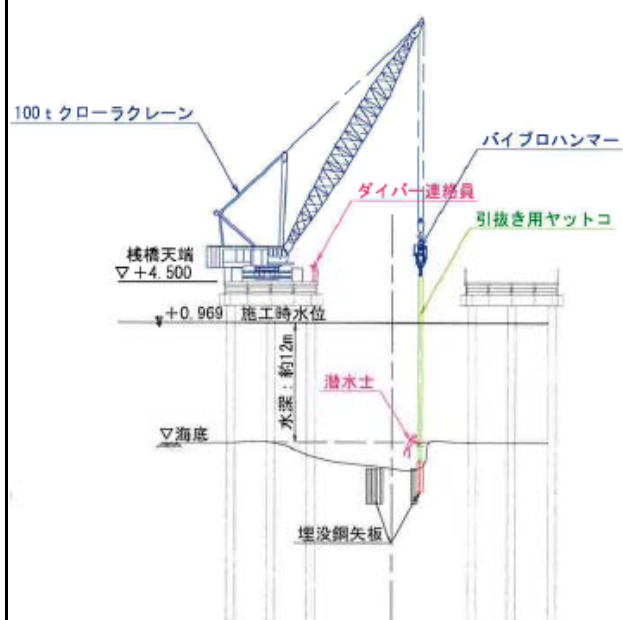 100tクローラクレーン
バイブロハンマー
ダイバー連絡員
引抜き用ヤットコ
桟橋天端
▽+4.500
+0.969 施工時水位
水深：約12m
潜水士
▽海底
埋没鋼矢板